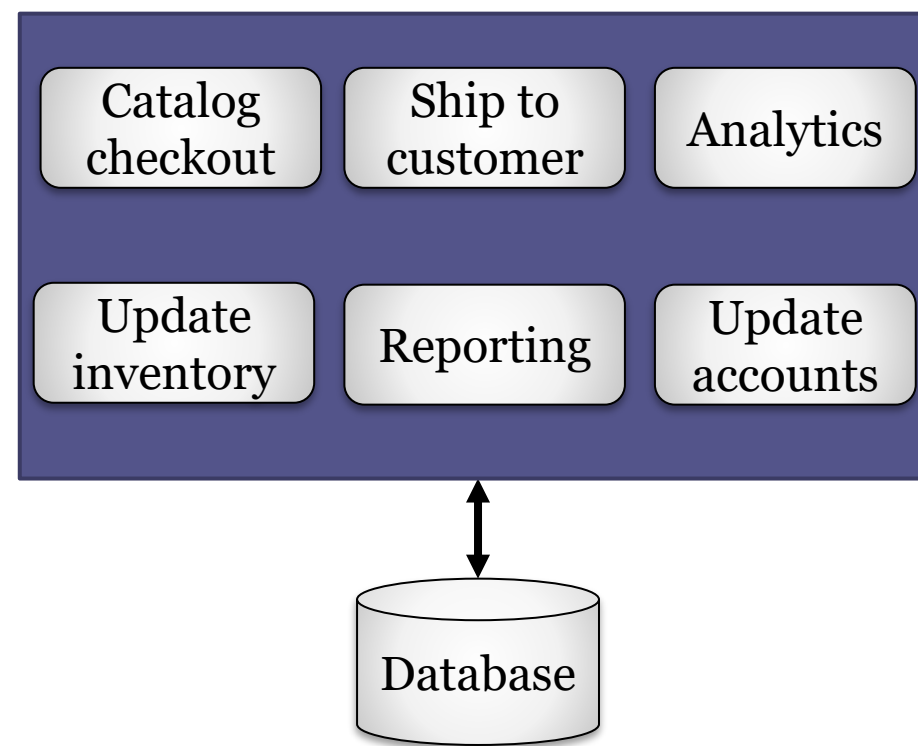 Catalog
checkout
Ship to
customer
Analytics
Update
inventory
Reporting
Update
accounts
Database